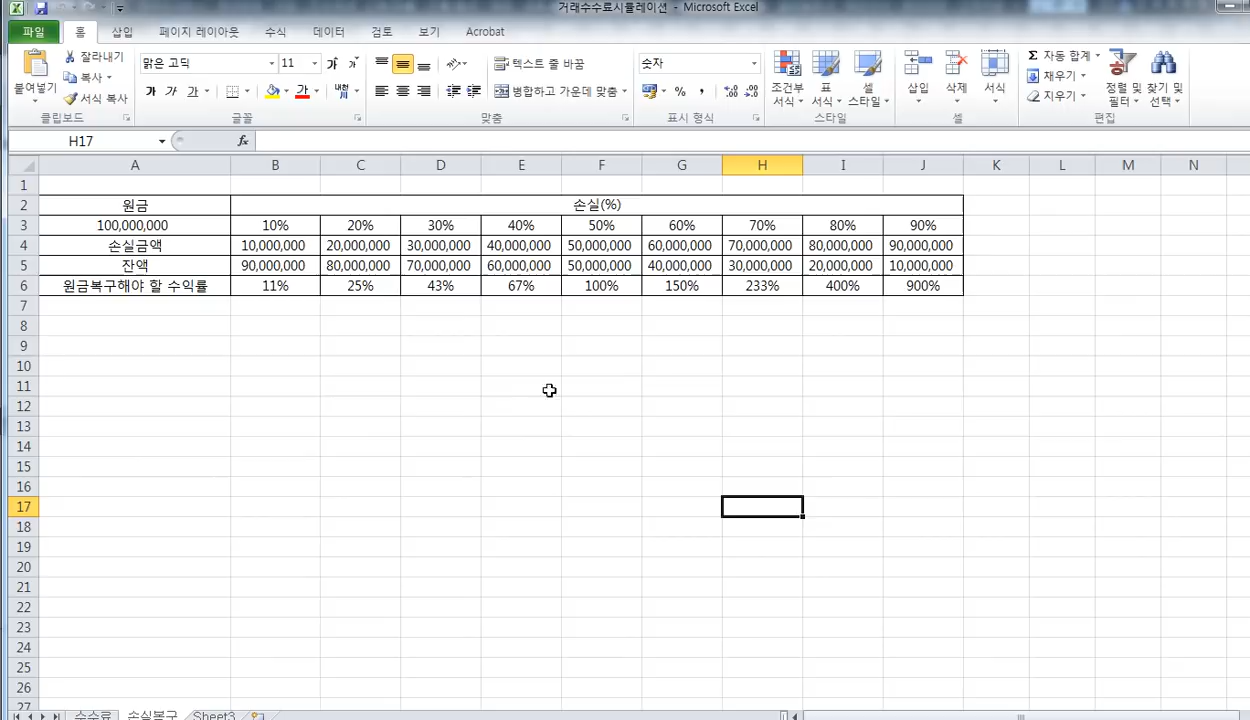 거래수수료시뮬레이션 - Microsoft Excel
파일 홈 삽입 페이지 레이아웃 수식 데이터 검토 보기 Acrobat
붙여넣기 잘라내기 복사 서식 복사 클립보드
맑은 고딕 11 가 가 가 가 가 가 내천 글꼴
텍스트 줄 바꿈 병합하고 가운데 맞춤 맞춤
숫자 % , 표시 형식
조건부 서식 표 서식 셀 스타일 스타일
삽입 삭제 서식 셀
Σ 자동 합계 채우기 지우기 정렬 및 필터 찾기 및 선택 편집
H17 fx
A B C D E F G H I J K L M N
1
2 원금 손실(%)
3 100,000,000 10% 20% 30% 40% 50% 60% 70% 80% 90%
4 손실금액 10,000,000 20,000,000 30,000,000 40,000,000 50,000,000 60,000,000 70,000,000 80,000,000 90,000,000
5 잔액 90,000,000 80,000,000 70,000,000 60,000,000 50,000,000 40,000,000 30,000,000 20,000,000 10,000,000
6 원금복구해야 할 수익률 11% 25% 43% 67% 100% 150% 233% 400% 900%
7
8
9
10
11
12
13
14
15
16
17
18
19
20
21
22
23
24
25
26
27
수수료 손실복구 Sheet3